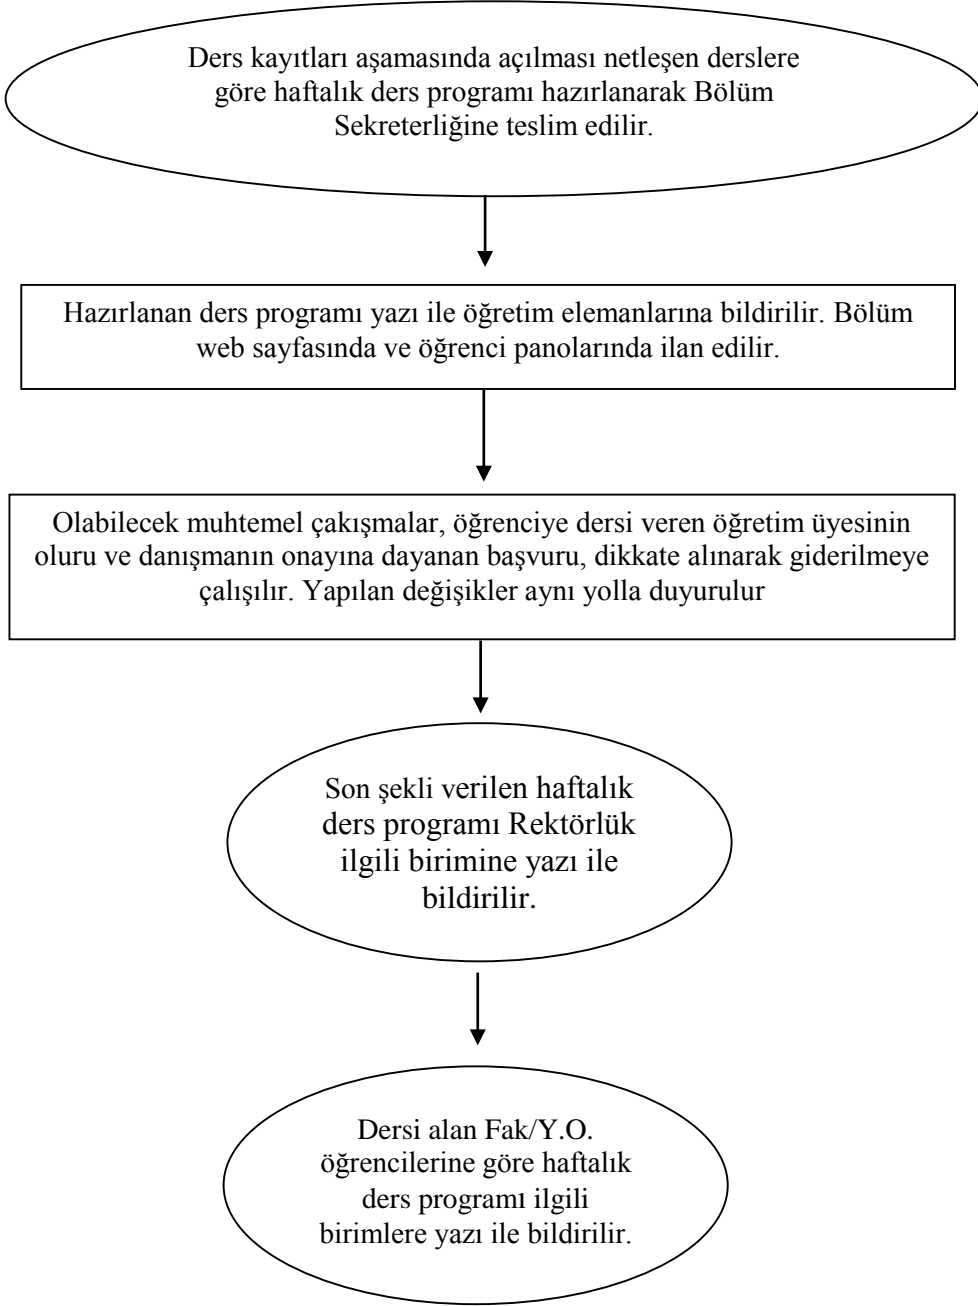 Ders kayıtları aşamasında açılması netleşen derslere
göre haftalık ders programı hazırlanarak Bölüm
Sekreterliğine teslim edilir.
Hazırlanan ders programı yazı ile öğretim elemanlarına bildirilir. Bölüm
web sayfasında ve öğrenci panolarında ilan edilir.
Olabilecek muhtemel çakışmalar, öğrenciye dersi veren öğretim üyesinin
oluru ve danışmanın onayına dayanan başvuru, dikkate alınarak giderilmeye
çalışılır. Yapılan değişikler aynı yolla duyurulur
Son şekli verilen haftalık
ders programı Rektörlük
ilgili birimine yazı ile
bildirilir.
Dersi alan Fak/Y.O.
öğrencilerine göre haftalık
ders programı ilgili
birimlere yazı ile bildirilir.